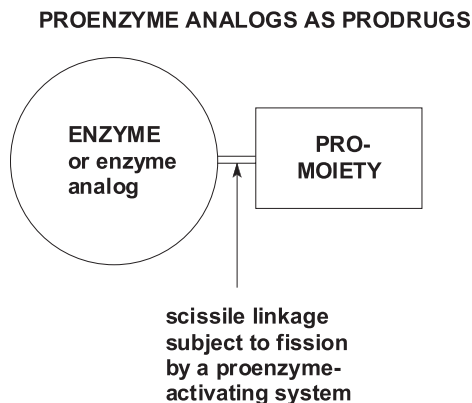 PROENZYME ANALOGS AS PRODRUGS
ENZYME
or enzyme
analog
PRO-
MOIETY
scissile linkage
subject to fission
by a proenzyme-
activating system